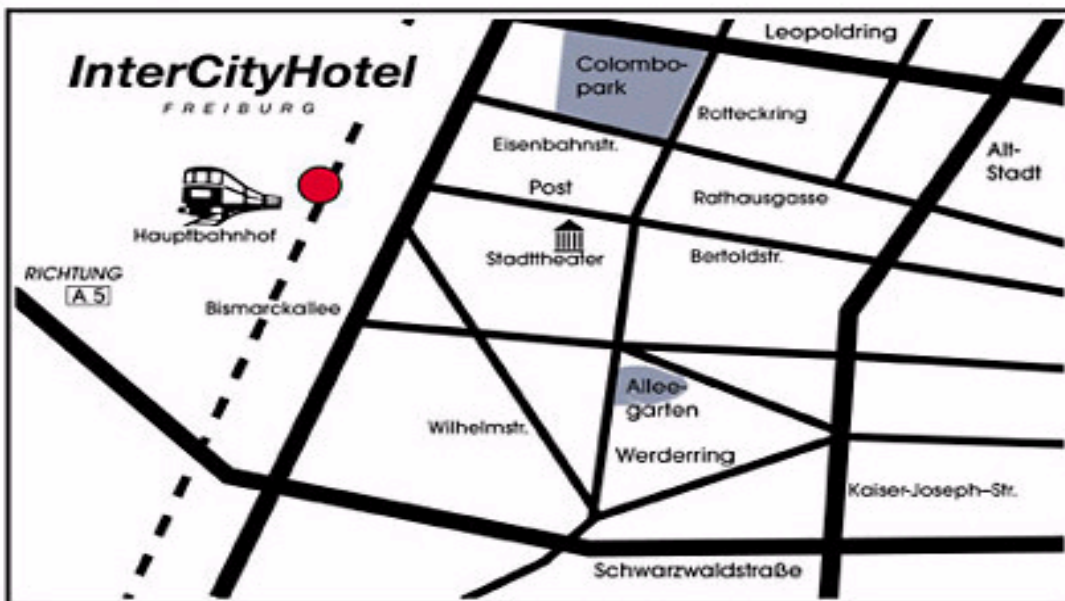 InterCityHotel
FREIBURG
Leopoldring
Colombo-
park
Rotteckring
Eisenbahnstr.
Alt-
Stadt
Post
Rathausgasse
Hauptbahnhof
Stadttheater
Bertoldstr.
RICHTUNG
A 5
Bismarckallee
Allee-
garten
Wilhelmstr.
Werderring
Kaiser-Joseph-Str.
Schwarzwaldstraße